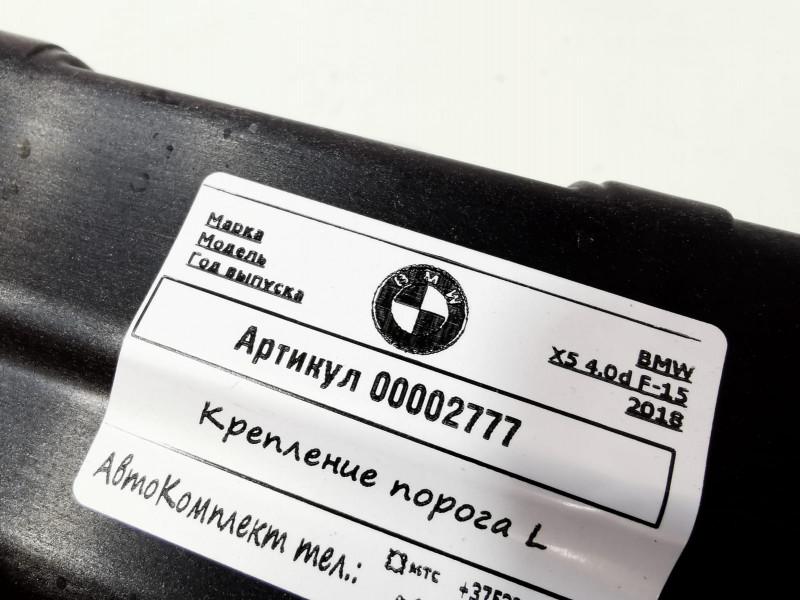 Марка
Модель
Год выпуска
BMW
BMW
X5 4.0d F-15
2018
Артикул 00002777
Крепление порога L
АвтоКомплект тел.:
мтс